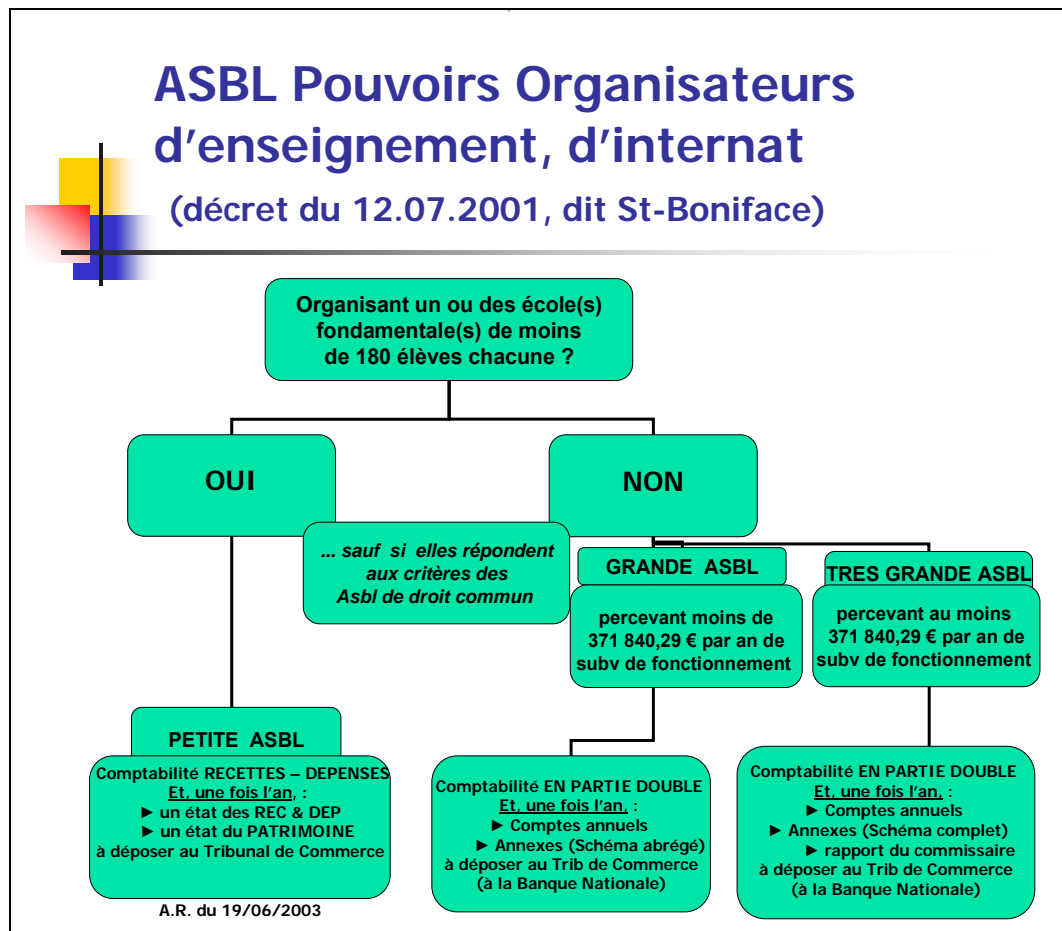 ASBL Pouvoirs Organisateurs
d'enseignement, d'internat
(décret du 12.07.2001, dit St-Boniface)
Organisant un ou des école(s)
fondamentale(s) de moins
de 180 élèves chacune ?
OUI
NON
... sauf si elles répondent
aux critères des
Asbl de droit commun
GRANDE ASBL
percevant moins de
371 840,29 € par an de
subv de fonctionnement
TRES GRANDE ASBL
percevant au moins
371 840,29 € par an de
subv de fonctionnement
PETITE ASBL
Comptabilité RECETTES – DEPENSES
Et, une fois l'an, :
► un état des REC & DEP
► un état du PATRIMOINE
à déposer au Tribunal de Commerce
Comptabilité EN PARTIE DOUBLE
Et, une fois l'an, :
► Comptes annuels
► Annexes (Schéma abrégé)
à déposer au Trib de Commerce
(à la Banque Nationale)
Comptabilité EN PARTIE DOUBLE
Et, une fois l'an, :
► Comptes annuels
► Annexes (Schéma complet)
► rapport du commissaire
à déposer au Trib de Commerce
(à la Banque Nationale)
A.R. du 19/06/2003